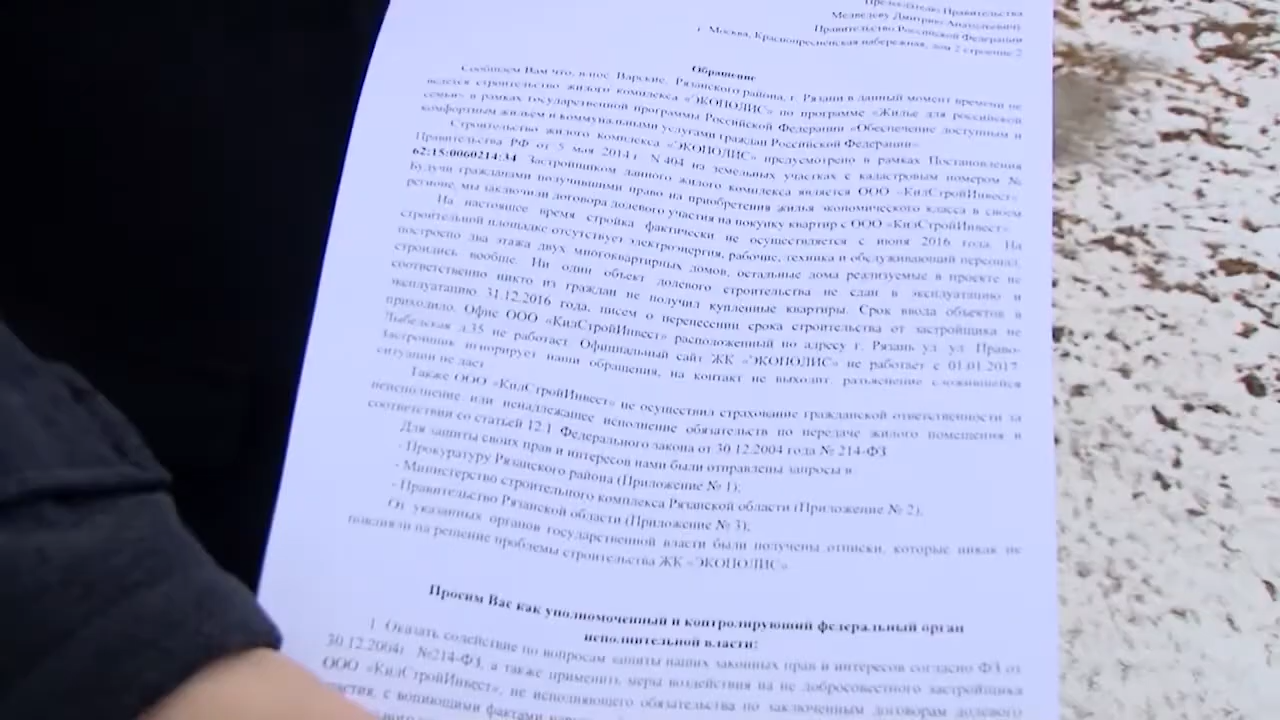 Председателю Правительства
Медведеву Дмитрию Анатольевичу
Правительство Российской Федерации
г. Москва, Краснопресненская набережная, дом 2 строение 2
Обращение
Сообщаем Вам что, в пос. Варские, Рязанского района, г. Рязани в данный момент времени не
ведется строительство жилого комплекса «ЭКОПОЛИС» по программе «Жилье для российской
семьи» в рамках государственной программы Российской Федерации «Обеспечение доступным и
комфортным жильем и коммунальными услугами граждан Российской Федерации»
Строительство жилого комплекса «ЭКОПОЛИС» предусмотрено в рамках Постановления
Правительства РФ от 5 мая 2014г. N 404 на земельных участках с кадастровым номером №
62:15:0060214:34 Застройщиком данного жилого комплекса является ООО «КилСтройИнвест».
Будучи гражданами получившими право на приобретения жилья экономического класса в своем
регионе, мы заключили договора долевого участия на покупку квартир с ООО «КилСтройИнвест».
На настоящее время стройка фактически не осуществляется с июня 2016 года. На
строительной площадке отсутствует электроэнергия, рабочие, техника и обслуживающий персонал,
построено два этажа двух многоквартирных домов, остальные дома реализуемые в проекте не
строились вообще. Ни один объект долевого строительства не сдан в эксплуатацию и
соответственно никто из граждан не получил купленные квартиры. Срок ввода объектов в
эксплуатацию 31.12.2016 года, писем о перенесении срока строительства от застройщика не
приходило. Офис ООО «КилСтройИнвест» расположенный по адресу г. Рязань ул ул Право-
Лыбедская д.35 не работает. Официальный сайт ЖК «ЭКОПОЛИС» не работает с 01.01.2017.
Застройщик игнорирует наши обращения, на контакт не выходит, разъяснение сложившейся
ситуации не даст
Также ООО «КилСтройИнвест» не осуществил страхование гражданской ответственности за
неисполнение или ненадлежащее исполнение обязательств по передаче жилого помещения в
соответствии со статьей 12.1 Федерального закона от 30.12.2004 года № 214-ФЗ
Для защиты своих прав и интересов нами были отправлены запросы в
- Прокуратуру Рязанского района (Приложение № 1);
- Министерство строительного комплекса Рязанской области (Приложение № 2),
- Правительство Рязанской области (Приложение № 3);
От указанных органов государственной власти были получены отписки, которые никак не
повлияли на решение проблемы строительства ЖК «ЭКОПОЛИС»
Просим Вас как уполномоченный и контролирующий федеральный орган
исполнительной власти:
1 Оказать содействие по вопросам защиты наших законных прав и интересов согласно ФЗ от
30.12.2004г №214-ФЗ, а также применить меры воздействия на не добросовестного застройщика
ООО «КилСтройИнвест», не исполняющего обязательства по заключенным договорам долевого
с вопиющими фактами